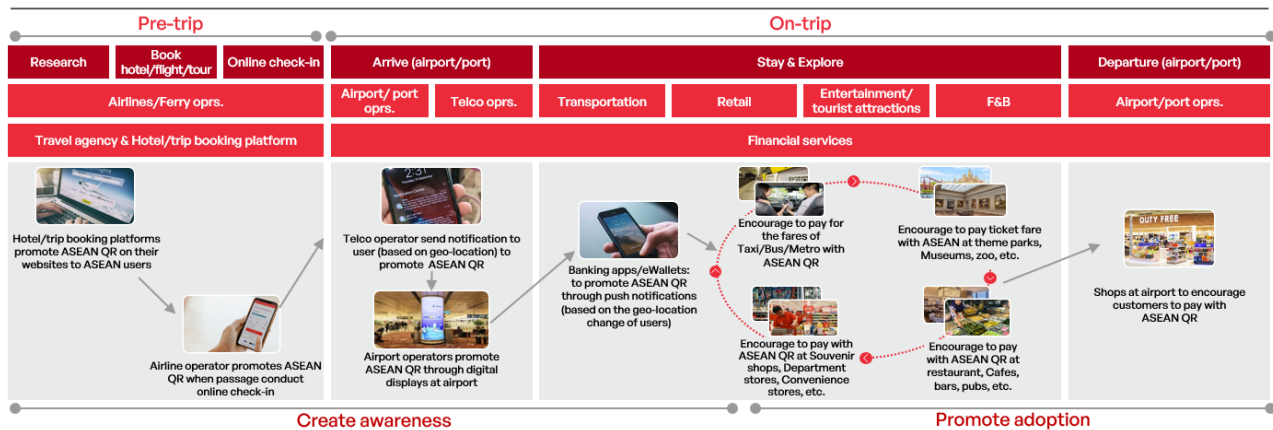 Pre-trip
On-trip
Research
Book
hotel/flight/tour
Online check-in
Arrive (airport/port)
Stay & Explore
Departure (airport/port)
Airlines/Ferry oprs.
Airport/ port
oprs.
Telco oprs.
Transportation
Retail
Entertainment/
tourist attractions
F&B
Airport/port oprs.
Travel agency & Hotel/trip booking platform
Financial services
Hotel/trip booking platforms
promote ASEAN QR on their
websites to ASEAN users
Airline operator promotes ASEAN
QR when passage conduct
online check-in
2:31
Telco operator send notification to
user (based on geo-location) to
promote ASEAN QR
Airport operators promote
ASEAN QR through digital
displays at airport
Banking apps/eWallets:
to promote ASEAN QR
through push notifications
(based on the geo-location
change of users)
Encourage to pay for
the fares of
Taxi/Bus/Metro with
ASEAN QR
Encourage to pay ticket fare
with ASEAN at theme parks,
Museums, zoo, etc.
Encourage to pay with
ASEAN QR at Souvenir
shops, Department
stores, Convenience
stores, etc.
Encourage to pay
with ASEAN QR at
restaurant, Cafes,
bars, pubs, etc.
DUTY FREE
Shops at airport to encourage
customers to pay with
ASEAN QR
Create awareness
Promote adoption